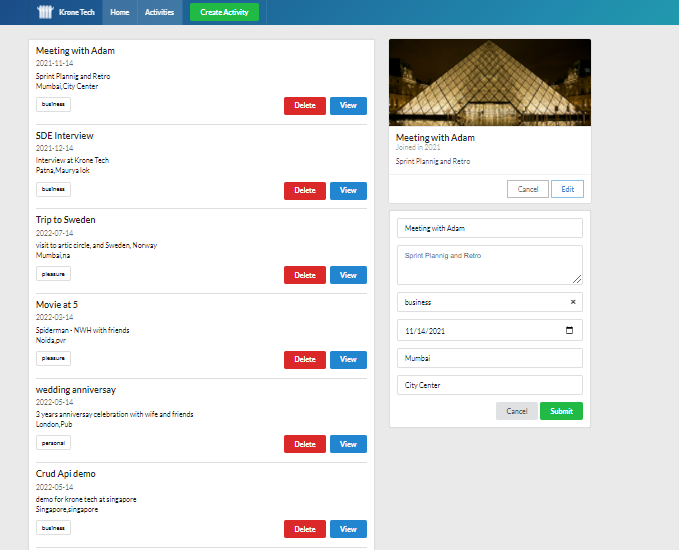 Krone Tech Home Activities Create Activity
Meeting with Adam
2021-11-14
Sprint Plannig and Retro
Mumbai,City Center
business
Delete View
SDE Interview
2021-12-14
Interview at Krone Tech
Patna,Maurya lok
business
Delete View
Trip to Sweden
2022-07-14
visit to artic circle, and Sweden, Norway
Mumbai,na
pleasure
Delete View
Movie at 5
2022-03-14
Spiderman - NWH with friends
Noida,pvr
pleasure
Delete View
wedding anniversay
2022-05-14
3 years anniversay celebration with wife and friends
London,Pub
personal
Delete View
Crud Api demo
2022-05-14
demo for krone tech at singapore
Singapore,singapore
business
Delete View
Meeting with Adam
Joined in 2021
Sprint Plannig and Retro
Cancel Edit
Meeting with Adam
Sprint Plannig and Retro
business
11/14/2021
Mumbai
City Center
Cancel Submit